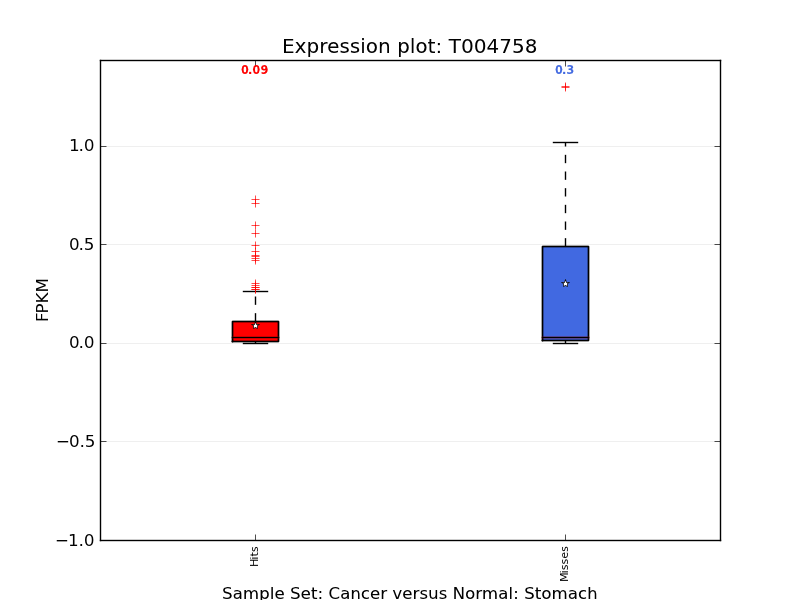 Expression plot: T004758
0.09
0.3
1.0
0.5
0.0
−0.5
−1.0
FPKM
Hits
Misses
Sample Set: Cancer versus Normal: Stomach